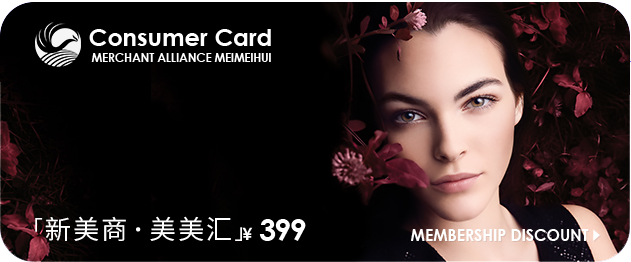 Consumer Card
MERCHANT ALLIANCE MEIMEIHUI
「新美商·美美汇」¥ 399
MEMBERSHIP DISCOUNT